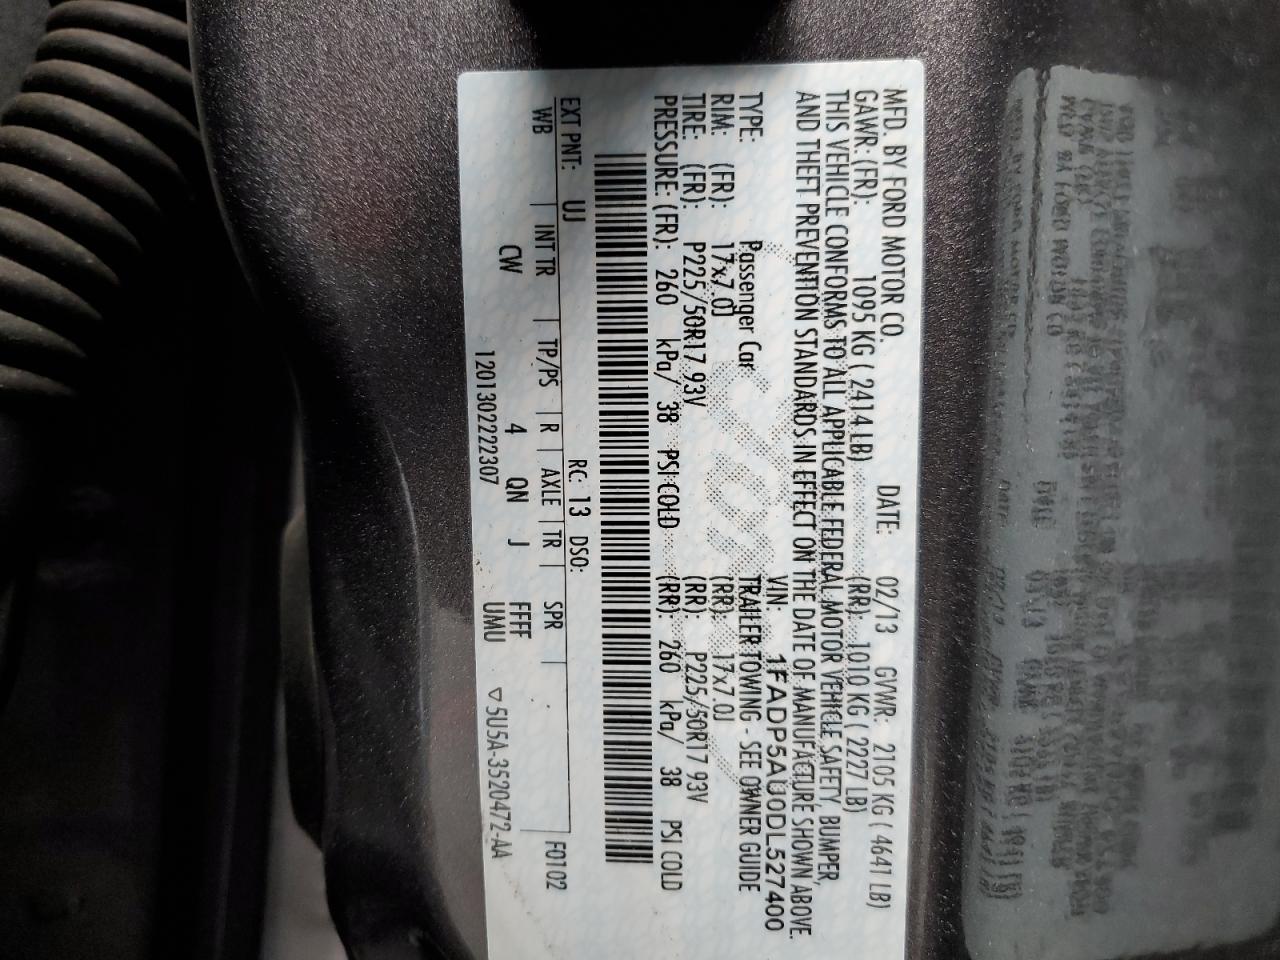 MFD. BY FORD MOTOR CO.
DATE: 02/13 GVWR: 2105 KG ( 4641 LB)
GAWR: (FR): 1095 KG ( 2414 LB) (RR): 1010 KG ( 2227 LB)
THIS VEHICLE CONFORMS TO ALL APPLICABLE FEDERAL MOTOR VEHICLE SAFETY, BUMPER,
AND THEFT PREVENTION STANDARDS IN EFFECT ON THE DATE OF MANUFACTURE SHOWN ABOVE.
VIN: 1FADP5AU0DL527400
TYPE: Passenger Car TRAILER TOWING - SEE OWNER GUIDE
RIM: (FR): 17x7.0J (RR): 17x7.0J
TIRE: (FR): P225/50R17 93V (RR): P225/50R17 93V
PRESSURE: (FR): 260 kPa/ 38 PSI COLD (RR): 260 kPa/ 38 PSI COLD
EXT PNT: UJ RC: 13 DSO:
WB INT TR TP/PS R AXLE TR SPR F0102
CW 4 QN J FFFF
1201302222307 UMU ▽5U5A-3520472-AA